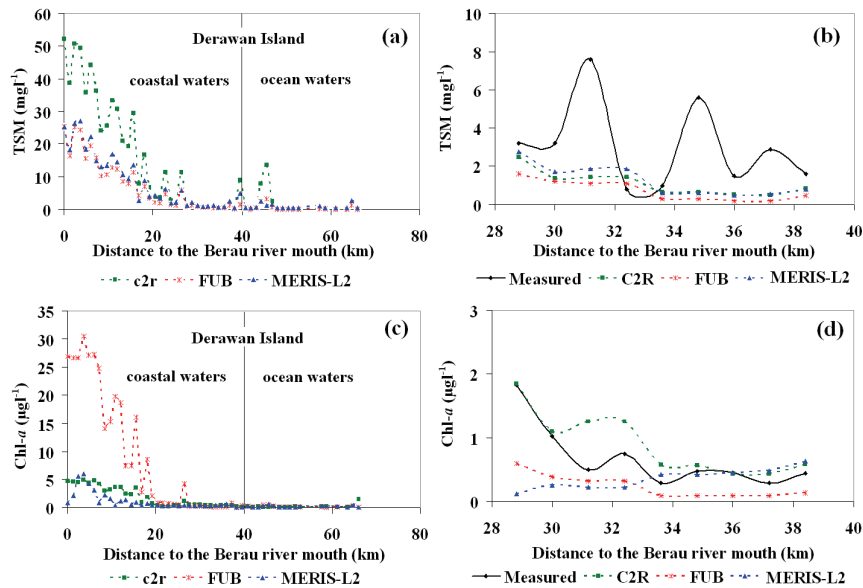 60
50
40
30
20
10
0
TSM (mgl⁻¹)
Derawan Island
coastal waters
ocean waters
(a)
0 20 40 60 80
Distance to the Berau river mouth (km)
c2r FUB MERIS-L2
10
8
6
4
2
0
TSM (mgl⁻¹)
(b)
28 30 32 34 36 38 40
Distance to the Berau river mouth (km)
Measured C2R FUB MERIS-L2
35
30
25
20
15
10
5
0
Chl-a (µgl⁻¹)
Derawan Island
coastal waters
ocean waters
(c)
0 20 40 60 80
Distance to the Berau river mouth (km)
c2r FUB MERIS-L2
3
2
1
0
Chl-a (µgl⁻¹)
(d)
28 30 32 34 36 38 40
Distance to the Berau river mouth (km)
Measured C2R FUB MERIS-L2